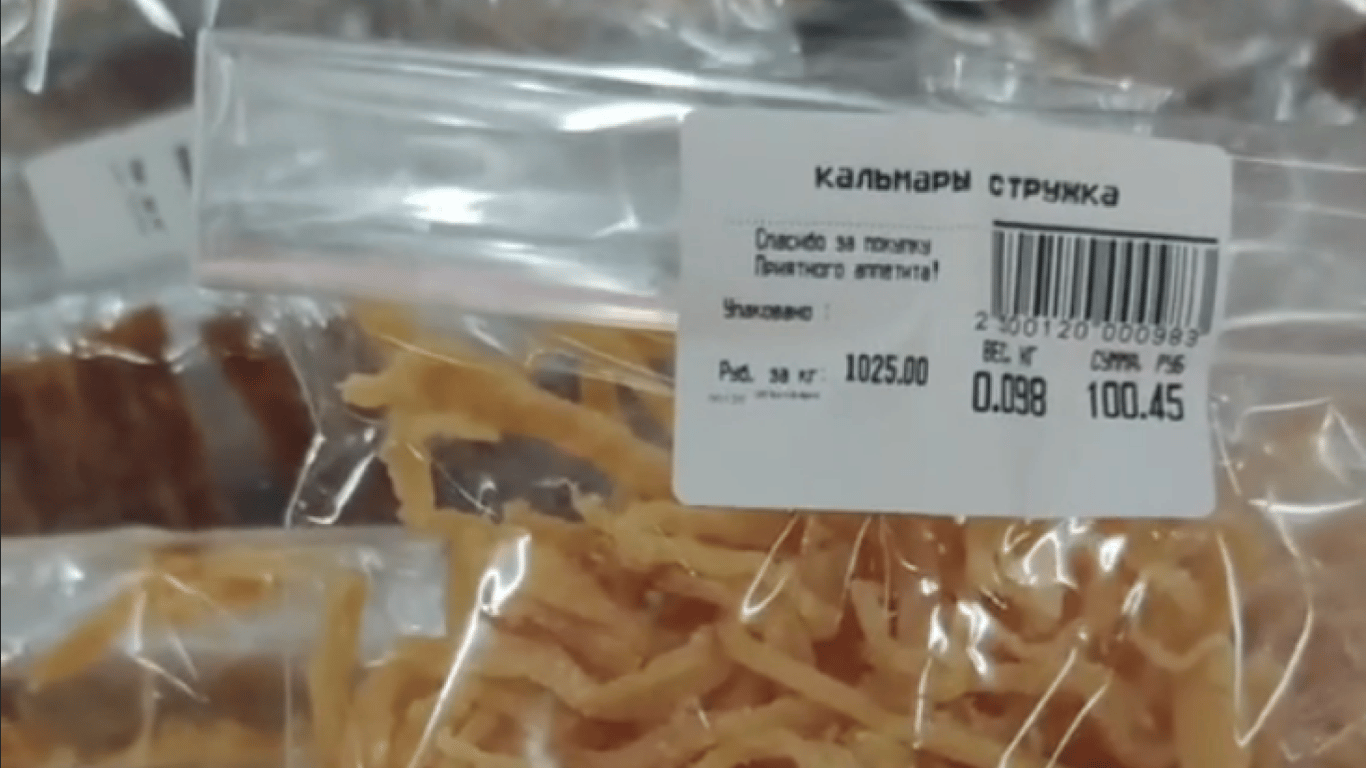 кальмары стружка
Спасибо за покупку
Приятного аппетита!
Упаковано :
2 300120 000983
ВЕС КГ СУММА РУБ
Руб. за кг: 1025.00 0.098 100.45